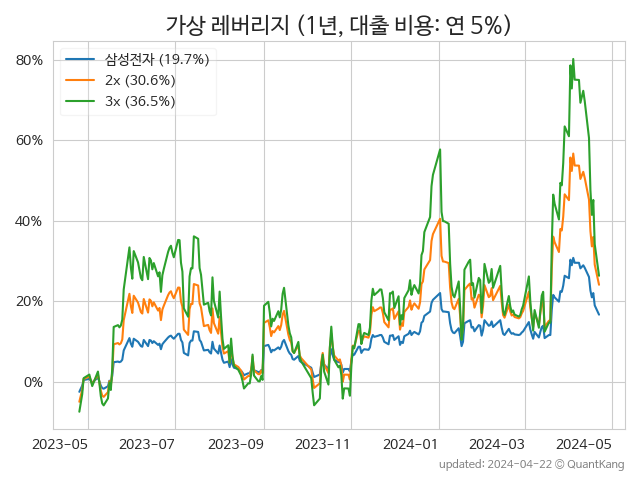 가상 레버리지 (1년, 대출 비용: 연 5%)
삼성전자 (19.7%)
2x (30.6%)
3x (36.5%)
80%
60%
40%
20%
0%
2023-05 2023-07 2023-09 2023-11 2024-01 2024-03 2024-05
updated: 2024-04-22 © QuantKang